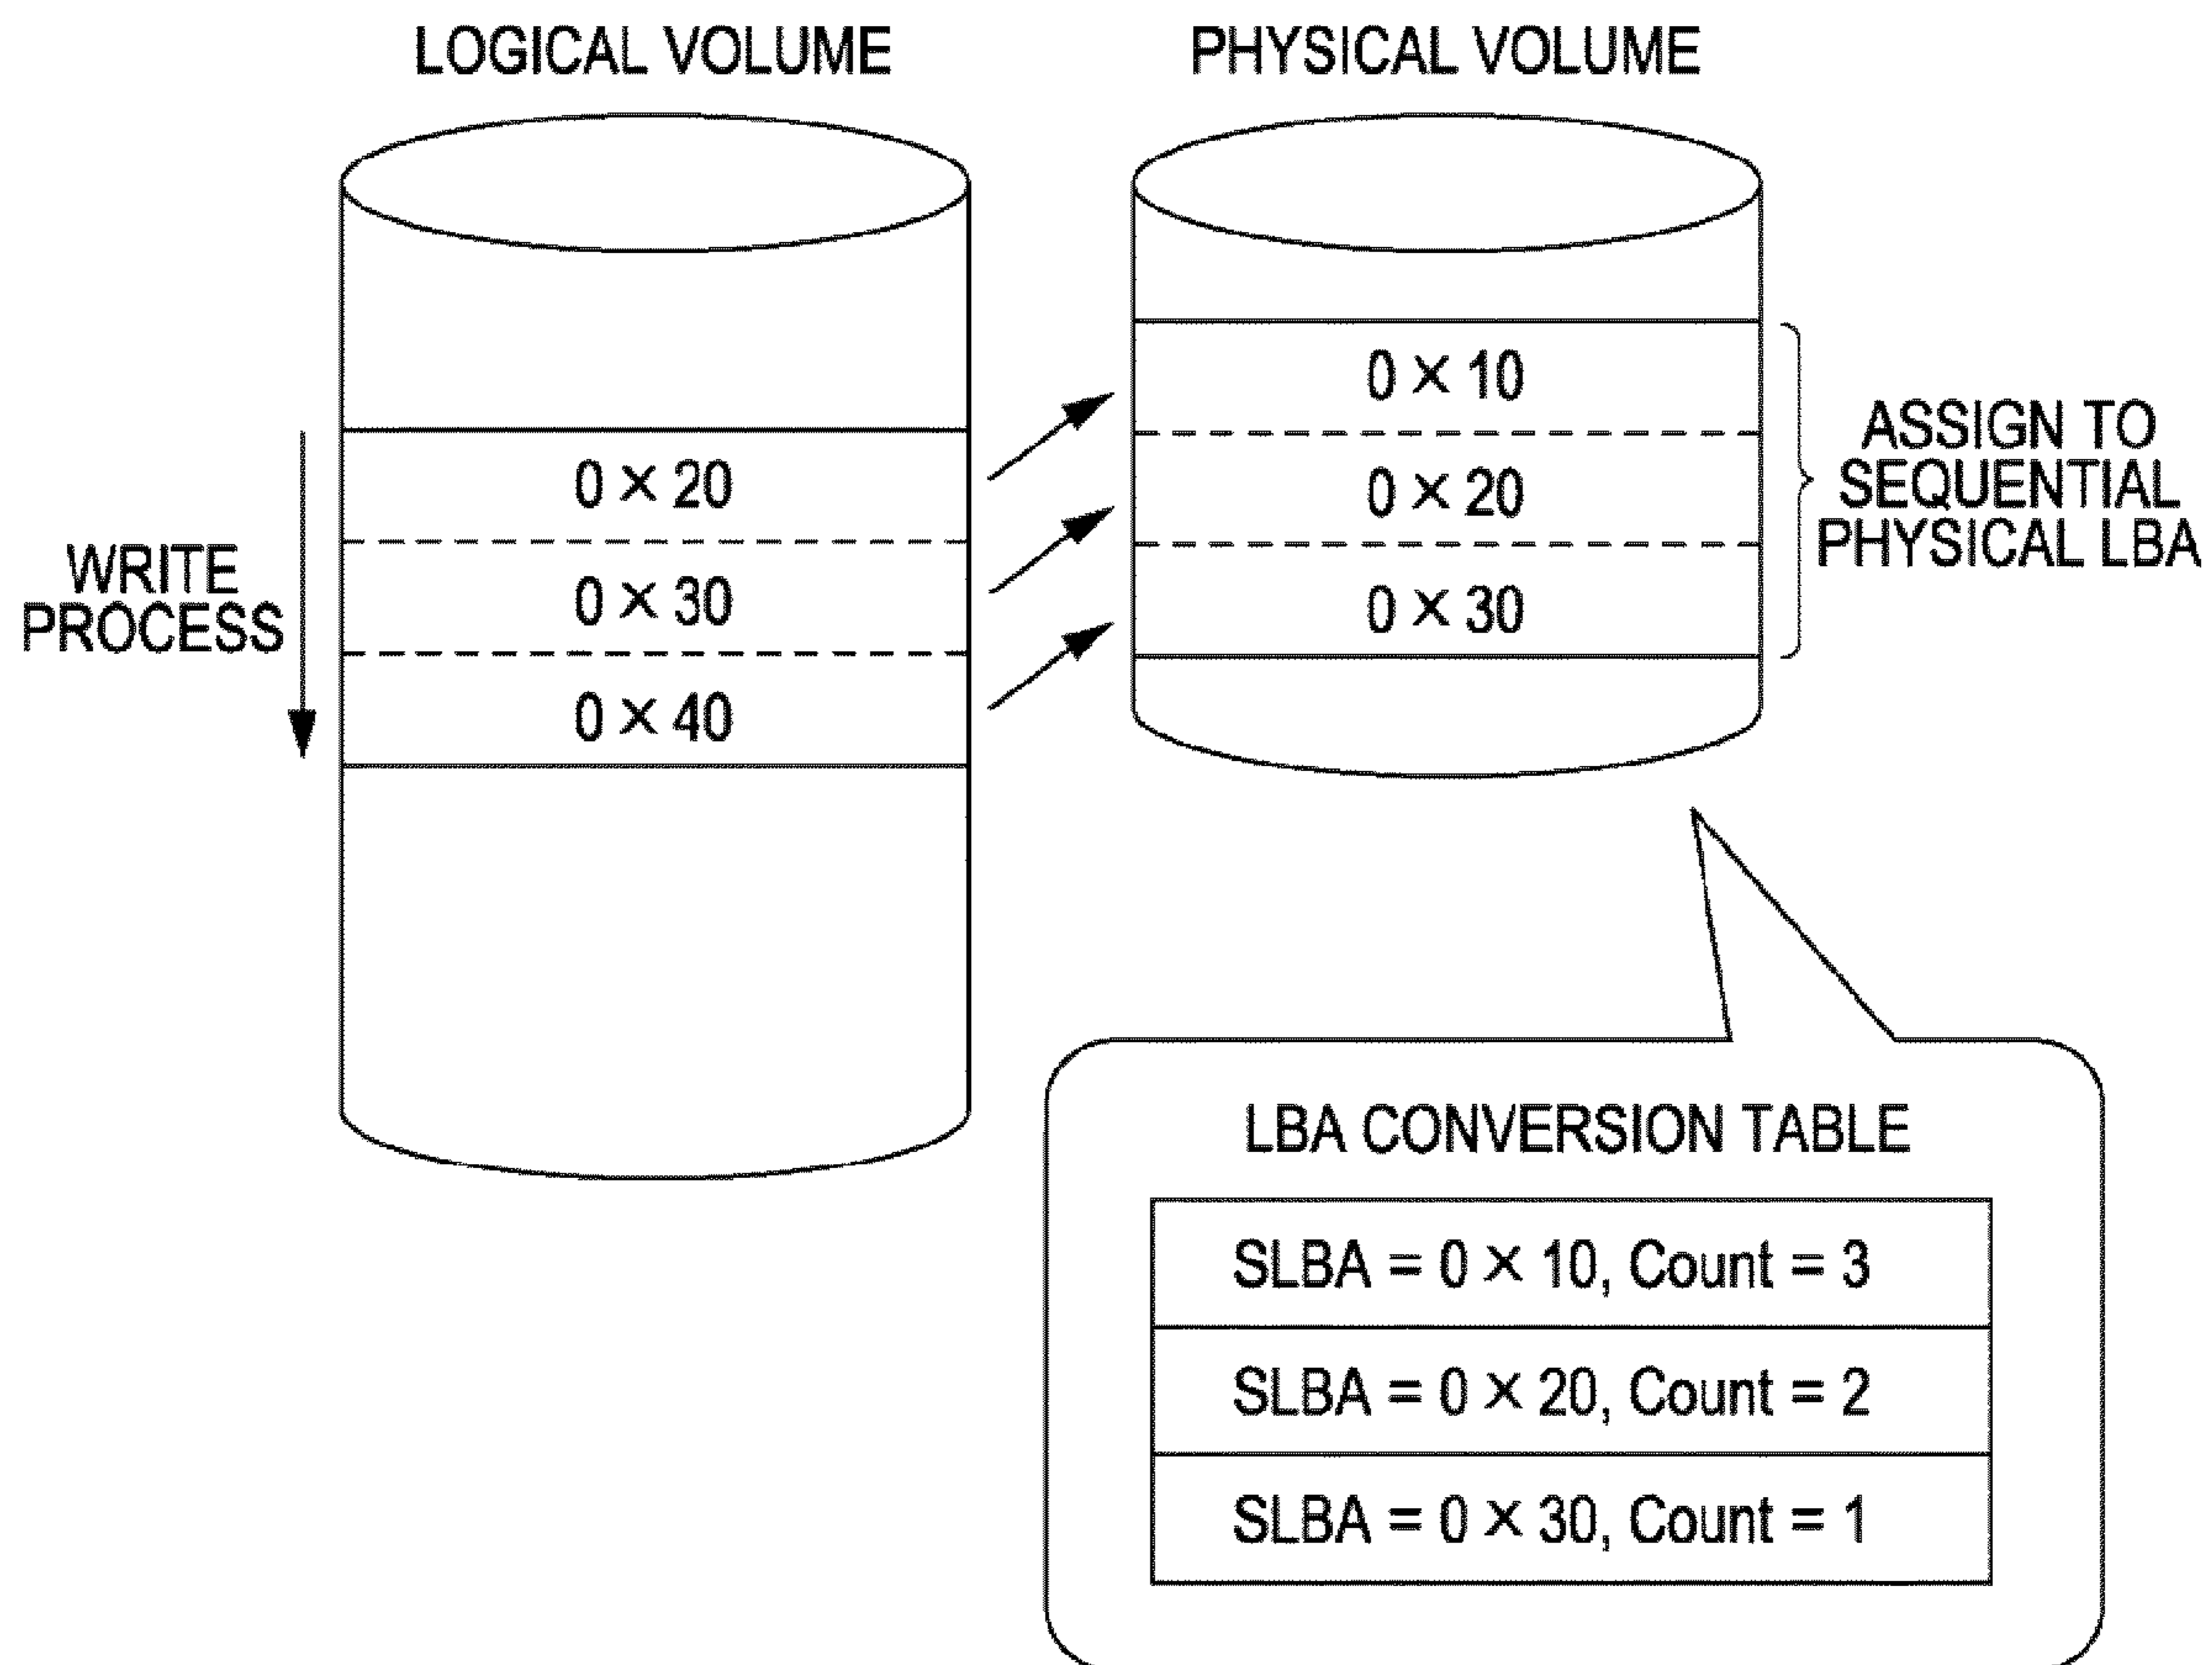 LOGICAL VOLUME
PHYSICAL VOLUME
WRITE
PROCESS
0 × 20
0 × 30
0 × 40
0 × 10
0 × 20
0 × 30
ASSIGN TO
SEQUENTIAL
PHYSICAL LBA
LBA CONVERSION TABLE
SLBA = 0 × 10, Count = 3
SLBA = 0 × 20, Count = 2
SLBA = 0 × 30, Count = 1